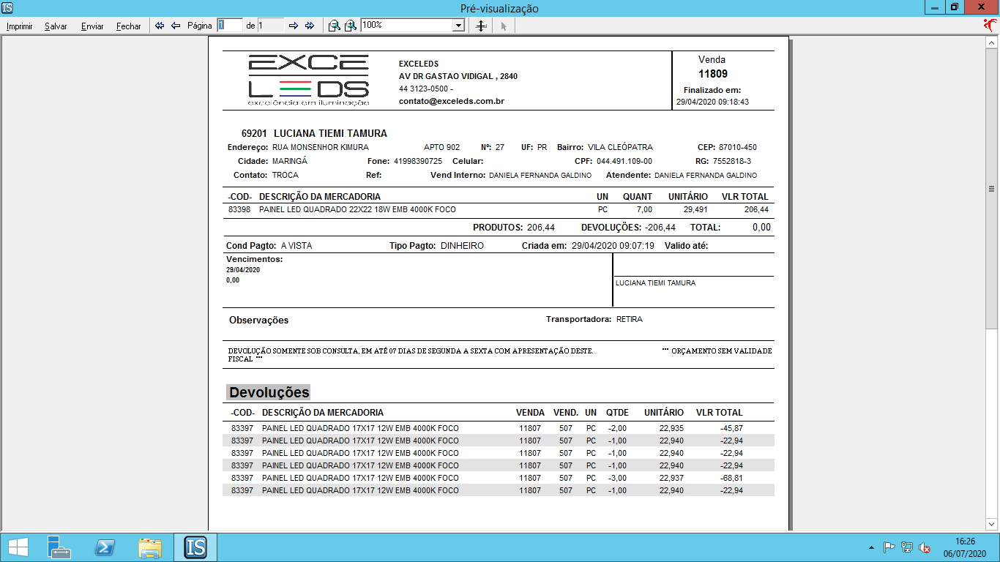 Pré-visualização
Imprimir Salvar Enviar Fechar Página 1 de 1 100%
EXCE LEDS
excelência em iluminação
EXCELEDS
AV DR GASTAO VIDIGAL , 2840
44 3123-0500 -
contato@exceleds.com.br
Venda
11809
Finalizado em:
29/04/2020 09:18:43
69201 LUCIANA TIEMI TAMURA
Endereço: RUA MONSENHOR KIMURA APTO 902 Nº: 27 UF: PR Bairro: VILA CLEÓPATRA CEP: 87010-450
Cidade: MARINGÁ Fone: 41998390725 Celular: CPF: 044.491.109-00 RG: 7552818-3
Contato: TROCA Ref: Vend Interno: DANIELA FERNANDA GALDINO Atendente: DANIELA FERNANDA GALDINO
-COD- DESCRIÇÃO DA MERCADORIA UN QUANT UNITÁRIO VLR TOTAL
83398 PAINEL LED QUADRADO 22X22 18W EMB 4000K FOCO PC 7,00 29,491 206,44
PRODUTOS: 206,44 DEVOLUÇÕES: -206,44 TOTAL: 0,00
Cond Pagto: A VISTA Tipo Pagto: DINHEIRO Criada em: 29/04/2020 09:07:19 Valido até:
Vencimentos:
29/04/2020
0,00
LUCIANA TIEMI TAMURA
Observações Transportadora: RETIRA
DEVOLUÇÃO SOMENTE SOB CONSULTA, EM ATÉ 07 DIAS DE SEGUNDA A SEXTA COM APRESENTAÇÃO DESTE. *** ORÇAMENTO SEM VALIDADE
FISCAL ***
Devoluções
-COD- DESCRIÇÃO DA MERCADORIA VENDA VEND. UN QTDE UNITÁRIO VLR TOTAL
83397 PAINEL LED QUADRADO 17X17 12W EMB 4000K FOCO 11807 507 PC -2,00 22,935 -45,87
83397 PAINEL LED QUADRADO 17X17 12W EMB 4000K FOCO 11807 507 PC -1,00 22,940 -22,94
83397 PAINEL LED QUADRADO 17X17 12W EMB 4000K FOCO 11807 507 PC -1,00 22,940 -22,94
83397 PAINEL LED QUADRADO 17X17 12W EMB 4000K FOCO 11807 507 PC -1,00 22,940 -22,94
83397 PAINEL LED QUADRADO 17X17 12W EMB 4000K FOCO 11807 507 PC -3,00 22,937 -68,81
83397 PAINEL LED QUADRADO 17X17 12W EMB 4000K FOCO 11807 507 PC -1,00 22,940 -22,94
IS
16:26
06/07/2020